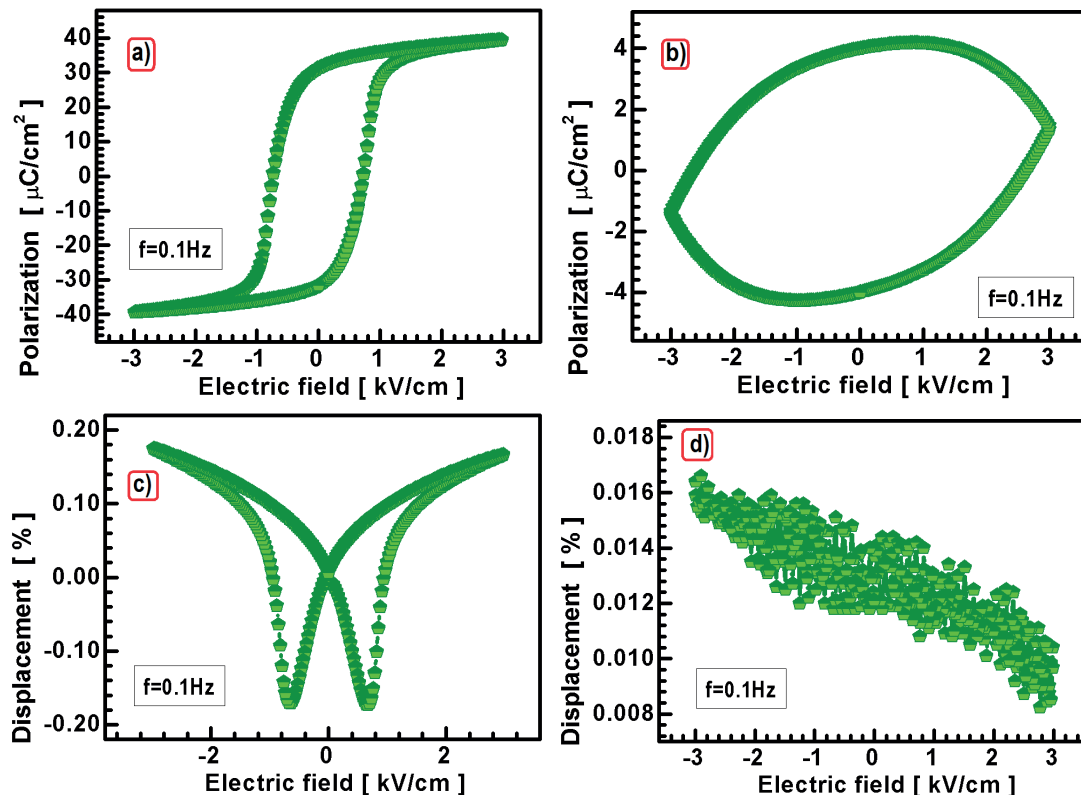 a)
Polarization [ μC/cm²]
40
30
20
10
0
-10
-20
-30
-40
f=0.1Hz
-3 -2 -1 0 1 2 3
Electric field [ kV/cm ]
b)
Polarization [ μC/cm²]
4
2
0
-2
-4
f=0.1Hz
-3 -2 -1 0 1 2 3
Electric field [ kV/cm ]
c)
Displacement [ % ]
0.20
0.10
0.00
-0.10
-0.20
f=0.1Hz
-2 0 2
Electric field [ kV/cm ]
d)
Displacement [ % ]
0.018
0.016
0.014
0.012
0.010
0.008
f=0.1Hz
-3 -2 -1 0 1 2 3
Electric field [ kV/cm ]